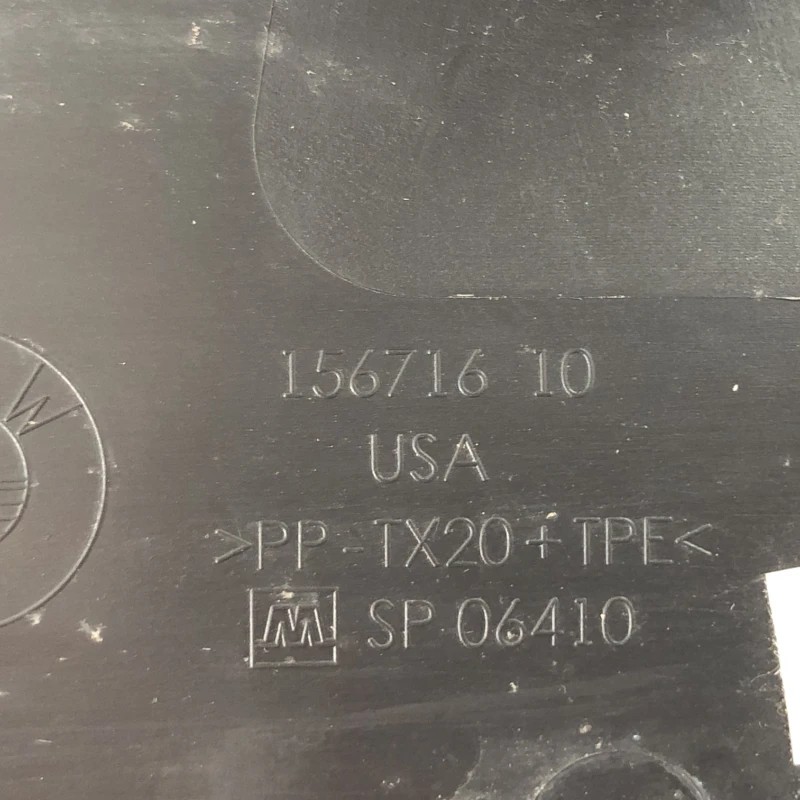 156716 10
W
USA
>PP-TX20+TPE<
M SP 06410